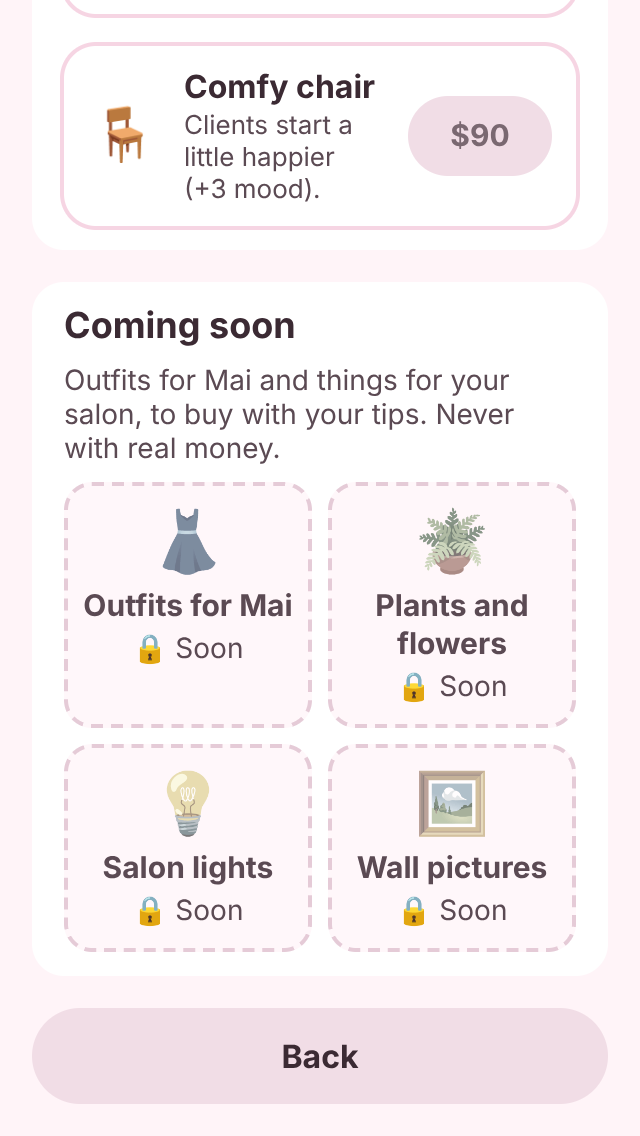 Comfy chair
Clients start a
little happier
(+3 mood).
$90
Coming soon
Outfits for Mai and things for your
salon, to buy with your tips. Never
with real money.
Outfits for Mai
🔒 Soon
Plants and
flowers
🔒 Soon
Salon lights
🔒 Soon
Wall pictures
🔒 Soon
Back